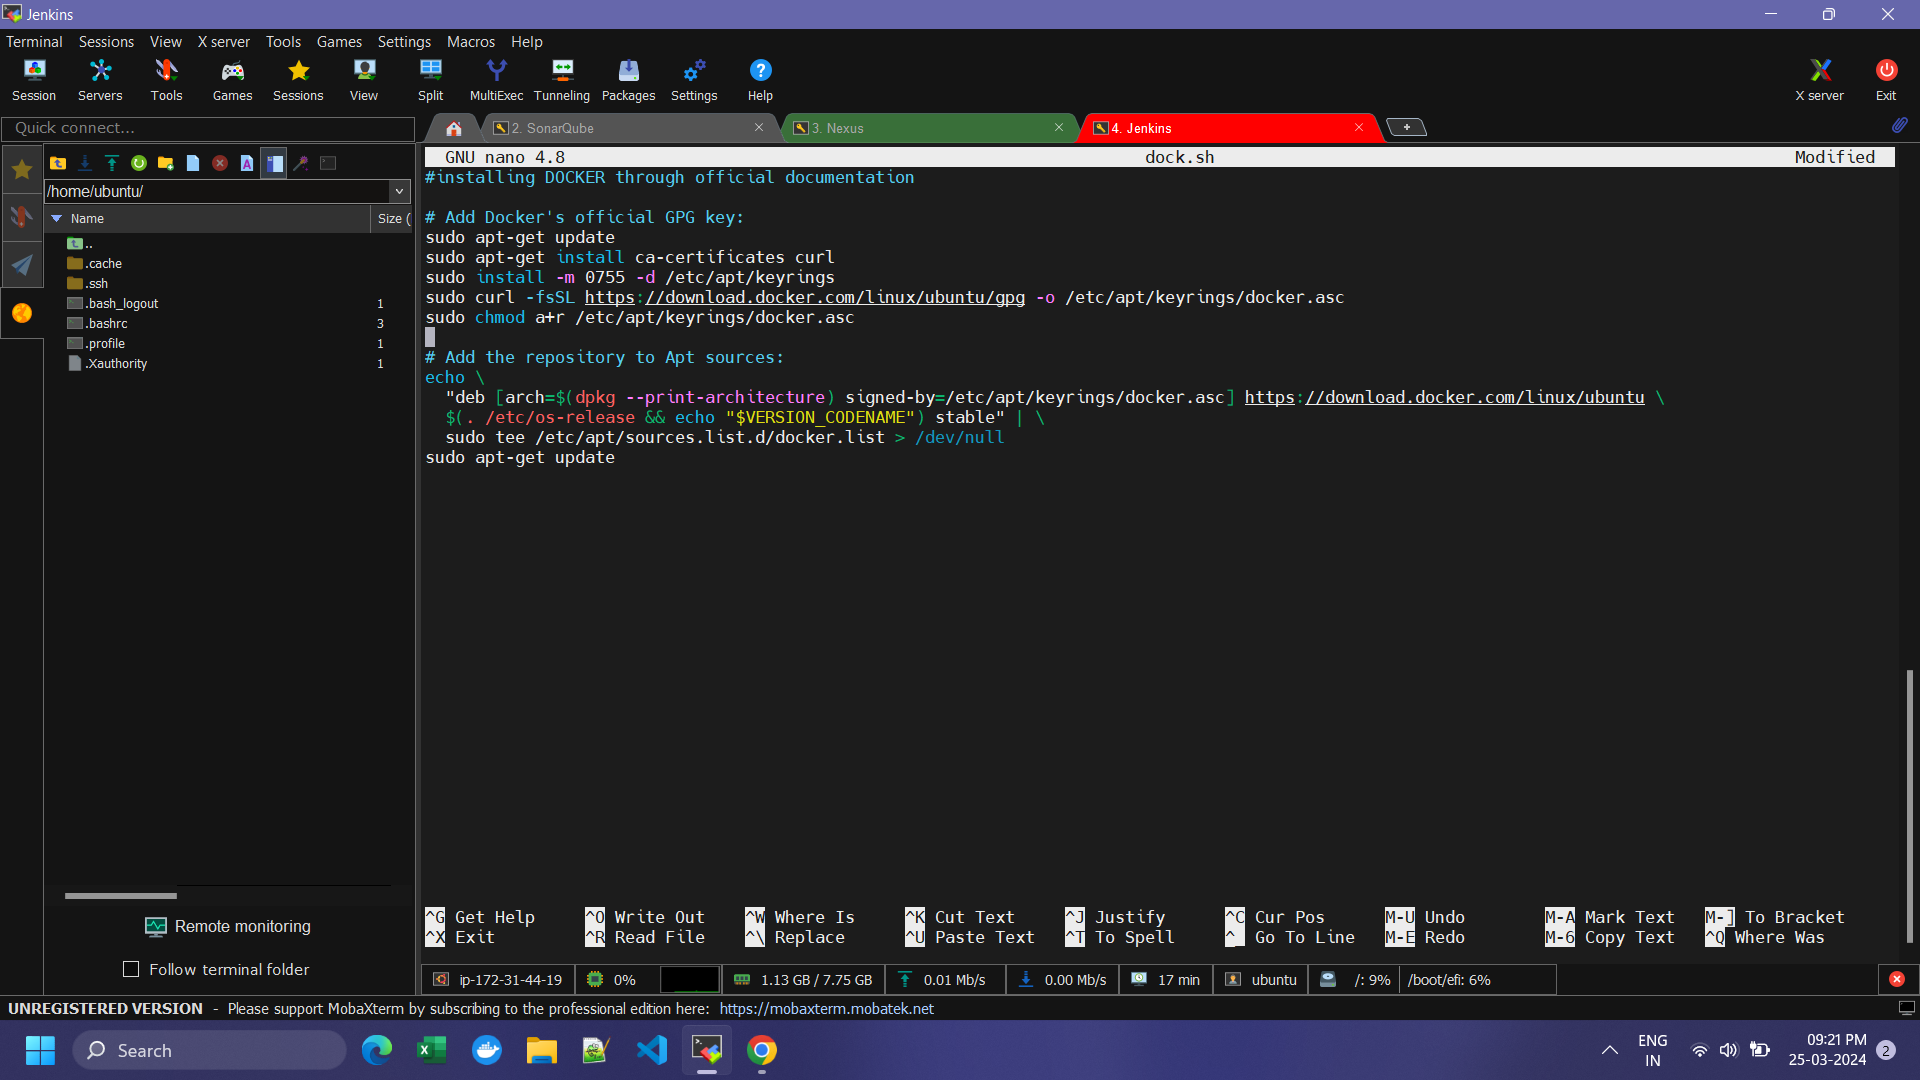 Jenkins
Terminal Sessions View X server Tools Games Settings Macros Help
Session Servers Tools Games Sessions View Split MultiExec Tunneling Packages Settings Help X server Exit
Quick connect...
2. SonarQube
3. Nexus
4. Jenkins
/home/ubuntu/
Name Size (
..
.cache
.ssh
.bash_logout 1
.bashrc 3
.profile 1
.Xauthority 1
Remote monitoring
Follow terminal folder
GNU nano 4.8 dock.sh Modified
#installing DOCKER through official documentation
# Add Docker's official GPG key:
sudo apt-get update
sudo apt-get install ca-certificates curl
sudo install -m 0755 -d /etc/apt/keyrings
sudo curl -fsSL https://download.docker.com/linux/ubuntu/gpg -o /etc/apt/keyrings/docker.asc
sudo chmod a+r /etc/apt/keyrings/docker.asc
# Add the repository to Apt sources:
echo \
"deb [arch=$(dpkg --print-architecture) signed-by=/etc/apt/keyrings/docker.asc] https://download.docker.com/linux/ubuntu \
$(. /etc/os-release && echo "$VERSION_CODENAME") stable" | \
sudo tee /etc/apt/sources.list.d/docker.list > /dev/null
sudo apt-get update
^G Get Help ^O Write Out ^W Where Is ^K Cut Text ^J Justify ^C Cur Pos M-U Undo M-A Mark Text M-] To Bracket
^X Exit ^R Read File ^\ Replace ^U Paste Text ^T To Spell ^_ Go To Line M-E Redo M-6 Copy Text ^Q Where Was
ip-172-31-44-19 0% 1.13 GB / 7.75 GB 0.01 Mb/s 0.00 Mb/s 17 min ubuntu /: 9% /boot/efi: 6%
UNREGISTERED VERSION - Please support MobaXterm by subscribing to the professional edition here: https://mobaxterm.mobatek.net
Search
ENG
IN
09:21 PM
25-03-2024
2